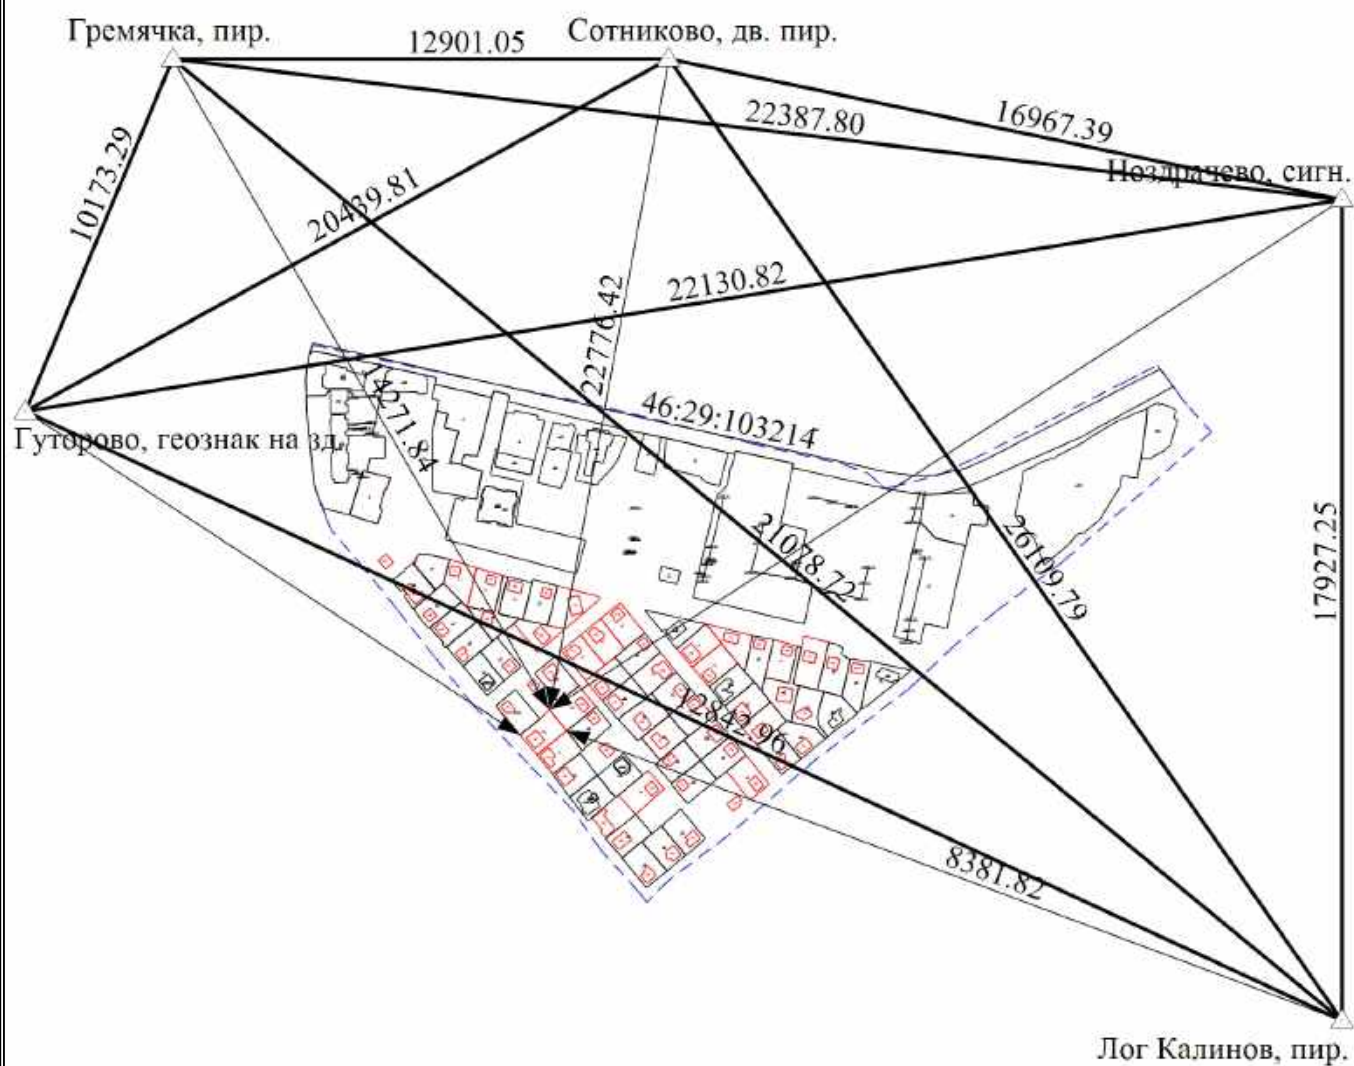 Гремячка, пир.
12901.05
Сотниково, дв. пир.
22387.80
16967.39
Ноздрачево, сигн.
10173.29
20439.81
22130.82
22776.42
14271.84
46:29:103214
Гуторово, геознак на зд.
21078.72
26109.79
17927.25
12842.96
8381.82
Лог Калинов, пир.